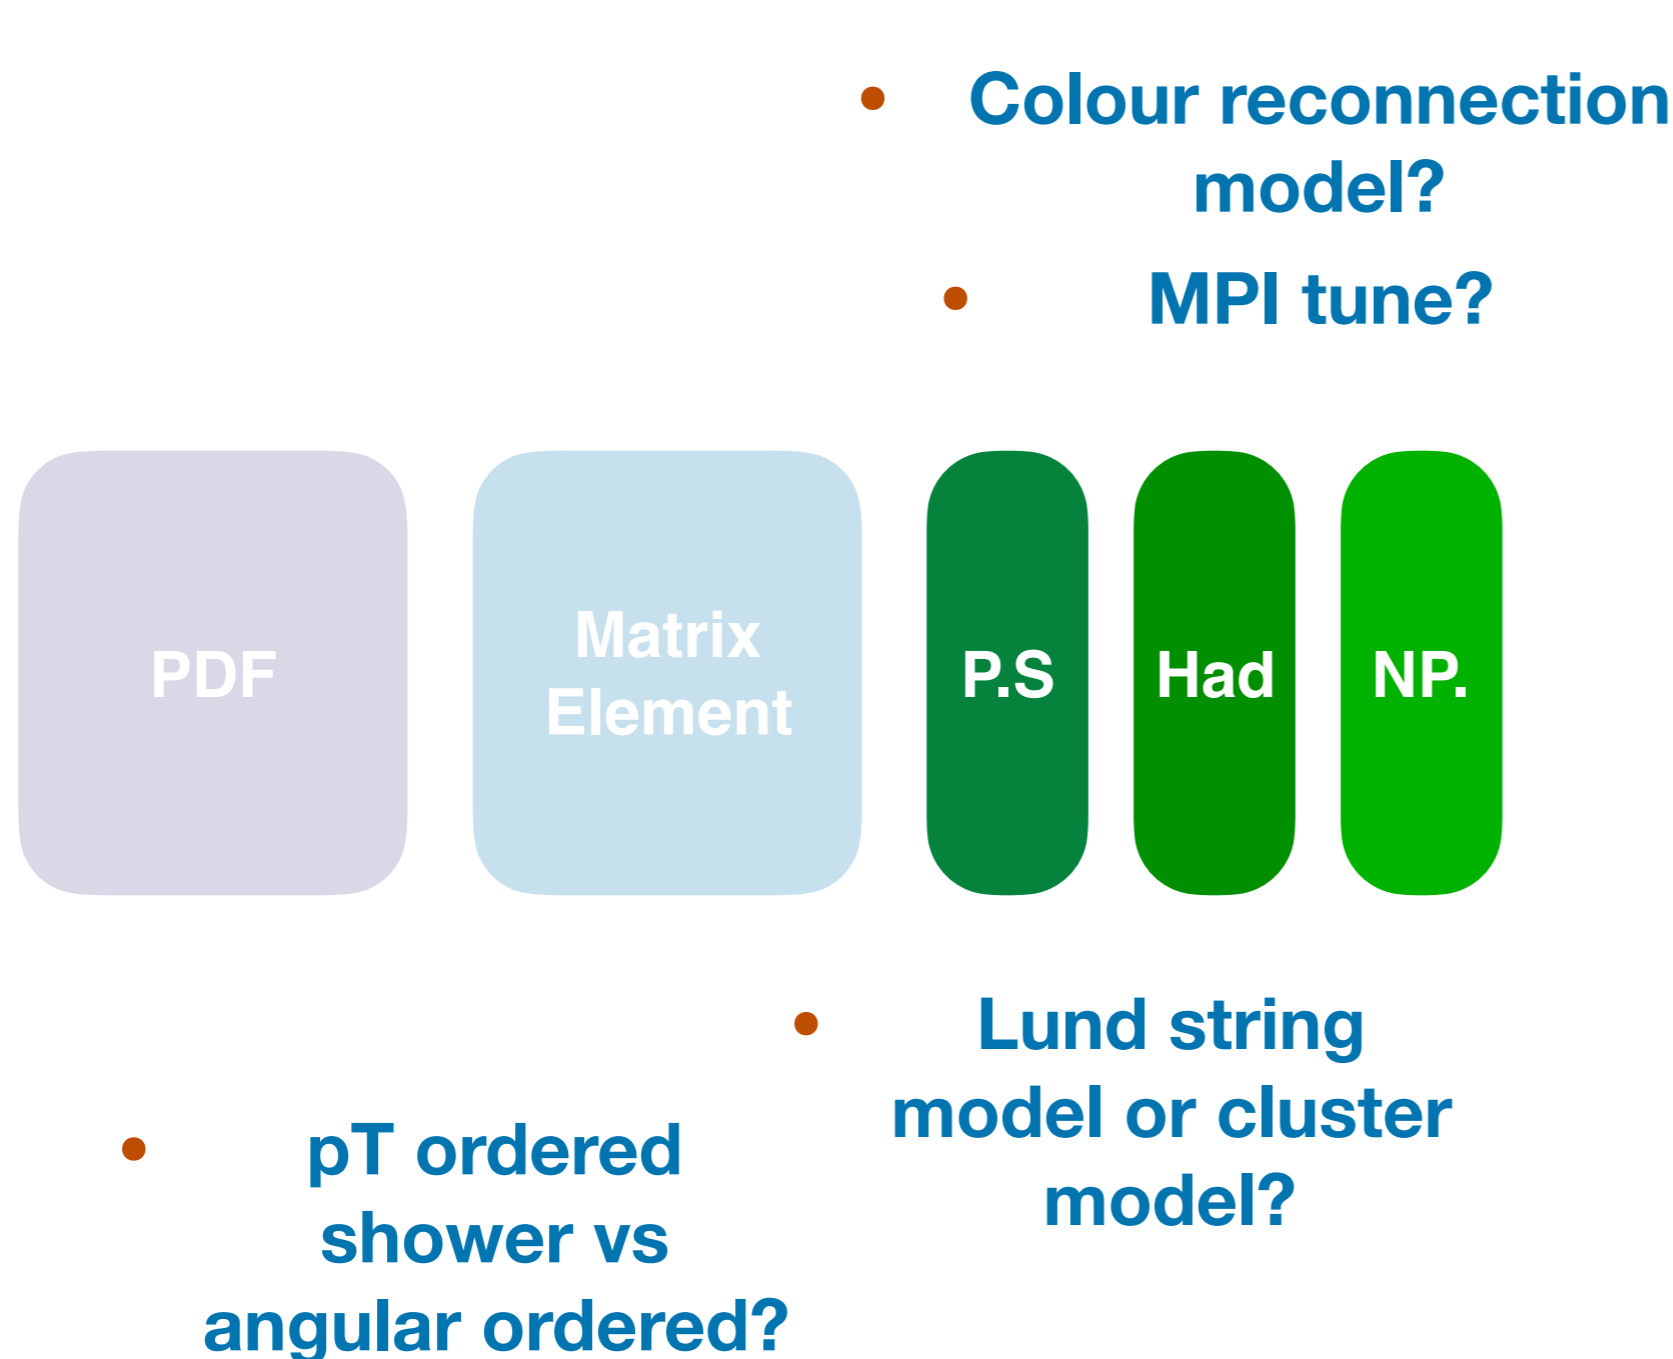 • Colour reconnection
model?
• MPI tune?
PDF
Matrix
Element
P.S
Had
NP.
• Lund string
model or cluster
model?
• pT ordered
shower vs
angular ordered?